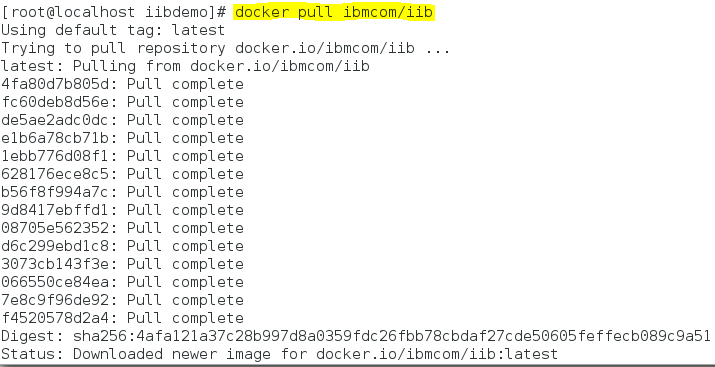 [root@localhost iibdemo]# docker pull ibmcom/iib
Using default tag: latest
Trying to pull repository docker.io/ibmcom/iib ...
latest: Pulling from docker.io/ibmcom/iib
4fa80d7b805d: Pull complete
fc60deb8d56e: Pull complete
de5ae2adc0dc: Pull complete
e1b6a78cb71b: Pull complete
1ebb776d08f1: Pull complete
628176ece8c5: Pull complete
b56f8f994a7c: Pull complete
9d8417ebffd1: Pull complete
08705e562352: Pull complete
d6c299ebd1c8: Pull complete
3073cb143f3e: Pull complete
066550ce84ea: Pull complete
7e8c9f96de92: Pull complete
f4520578d2a4: Pull complete
Digest: sha256:4afa121a37c28b997d8a0359fdc26fbb78cbdaf27cde50605feffecb089c9a51
Status: Downloaded newer image for docker.io/ibmcom/iib:latest